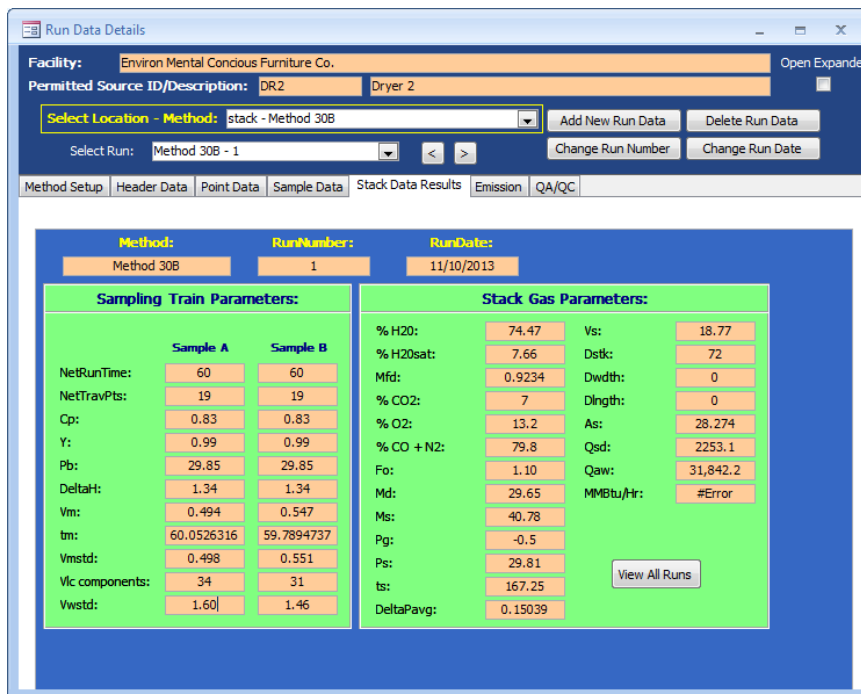 Run Data Details
Facility: Environ Mental Concious Furniture Co. Open Expande
Permitted Source ID/Description: DR2 Dryer 2
Select Location - Method: stack - Method 30B Add New Run Data Delete Run Data
Select Run: Method 30B - 1 < > Change Run Number Change Run Date
Method Setup Header Data Point Data Sample Data Stack Data Results Emission QA/QC
Method: RunNumber: RunDate:
Method 30B 1 11/10/2013
Sampling Train Parameters:
Sample A Sample B
NetRunTime: 60 60
NetTravPts: 19 19
Cp: 0.83 0.83
Y: 0.99 0.99
Pb: 29.85 29.85
DeltaH: 1.34 1.34
Vm: 0.494 0.547
tm: 60.0526316 59.7894737
Vmstd: 0.498 0.551
Vlc components: 34 31
Vwstd: 1.60 1.46
Stack Gas Parameters:
% H20: 74.47 Vs: 18.77
% H20sat: 7.66 Dstk: 72
Mfd: 0.9234 Dwdth: 0
% CO2: 7 Dlngth: 0
% O2: 13.2 As: 28.274
% CO + N2: 79.8 Qsd: 2253.1
Fo: 1.10 Qaw: 31,842.2
Md: 29.65 MMBtu/Hr: #Error
Ms: 40.78
Pg: -0.5
Ps: 29.81
ts: 167.25
DeltaPavg: 0.15039
View All Runs